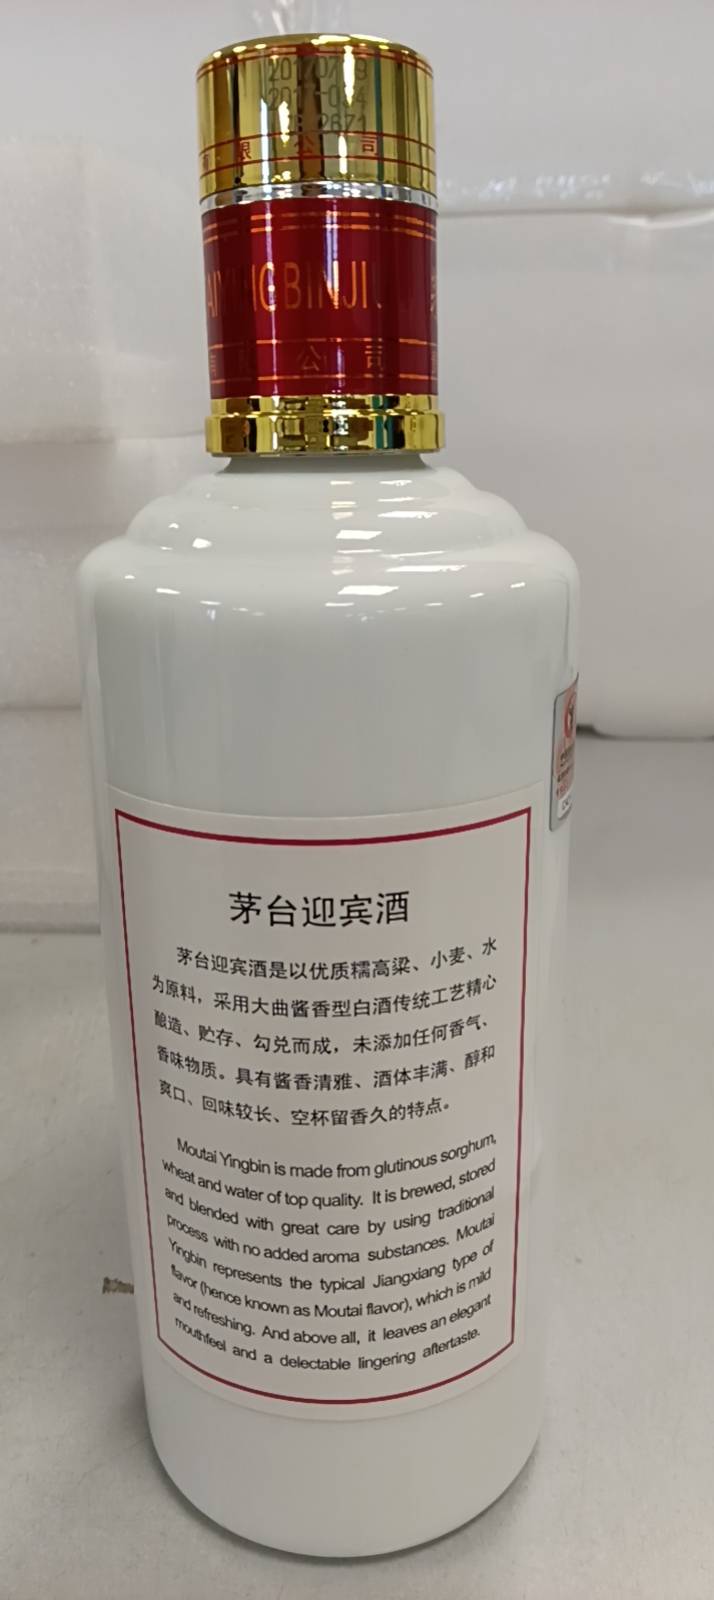 2671
限公司
AIYINGBINJI
公司
茅台迎宾酒
茅台迎宾酒是以优质糯高粱、小麦、水
为原料，采用大曲酱香型白酒传统工艺精心
酿造、贮存、勾兑而成，未添加任何香气、
香味物质。具有酱香清雅、酒体丰满、醇和
爽口、回味较长、空杯留香久的特点。
Moutai Yingbin is made from glutinous sorghum,
wheat and water of top quality. It is brewed, stored
and blended with great care by using traditional
process with no added aroma substances. Moutai
Yingbin represents the typical Jiangxiang type of
flavor (hence known as Moutai flavor), which is mild
and refreshing. And above all, it leaves an elegant
mouthfeel and a delectable lingering aftertaste.